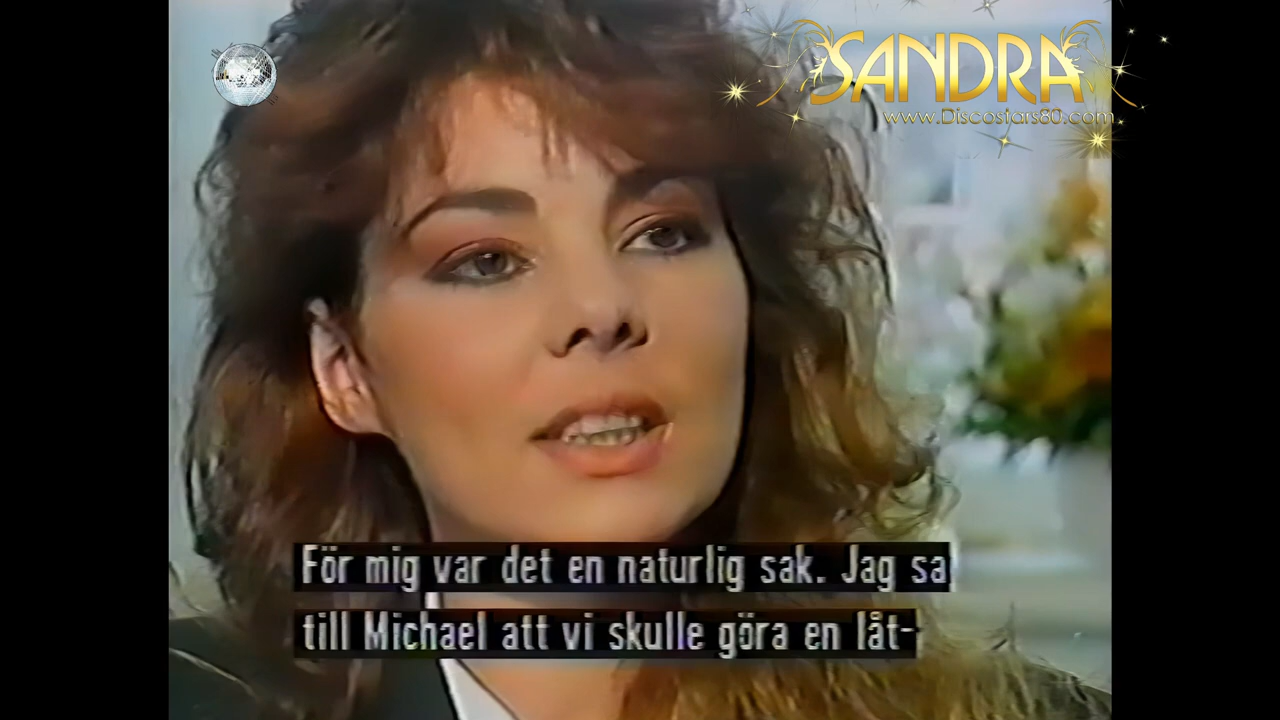 SANDRA
www.Discostars80.com
För mig var det en naturlig sak. Jag sa
till Michael att vi skulle göra en låt-